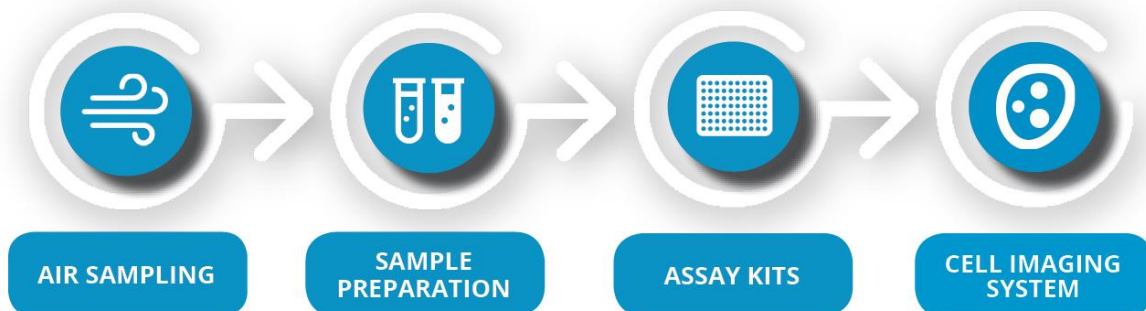 AIR SAMPLING
SAMPLE
PREPARATION
ASSAY KITS
CELL IMAGING
SYSTEM